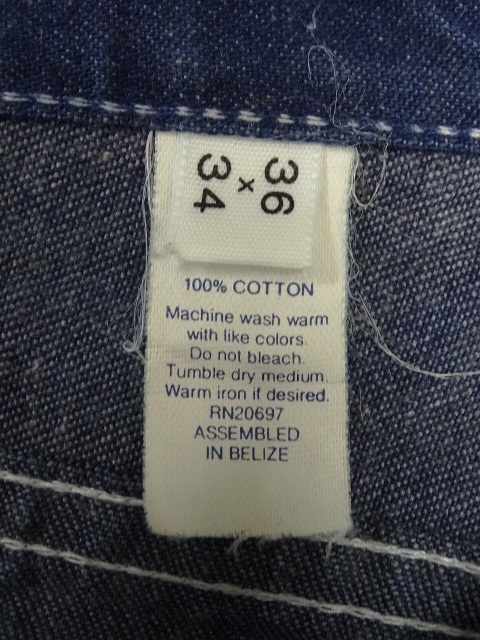 36
x
34
100% COTTON
Machine wash warm
with like colors.
Do not bleach.
Tumble dry medium.
Warm iron if desired.
RN20697
ASSEMBLED
IN BELIZE